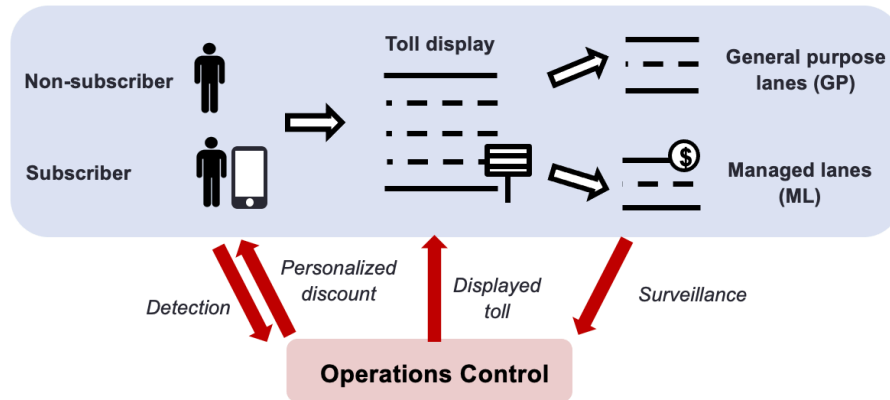 Non-subscriber
Subscriber
Toll display
General purpose
lanes (GP)
$
Managed lanes
(ML)
Detection
Personalized
discount
Displayed
toll
Surveillance
Operations Control